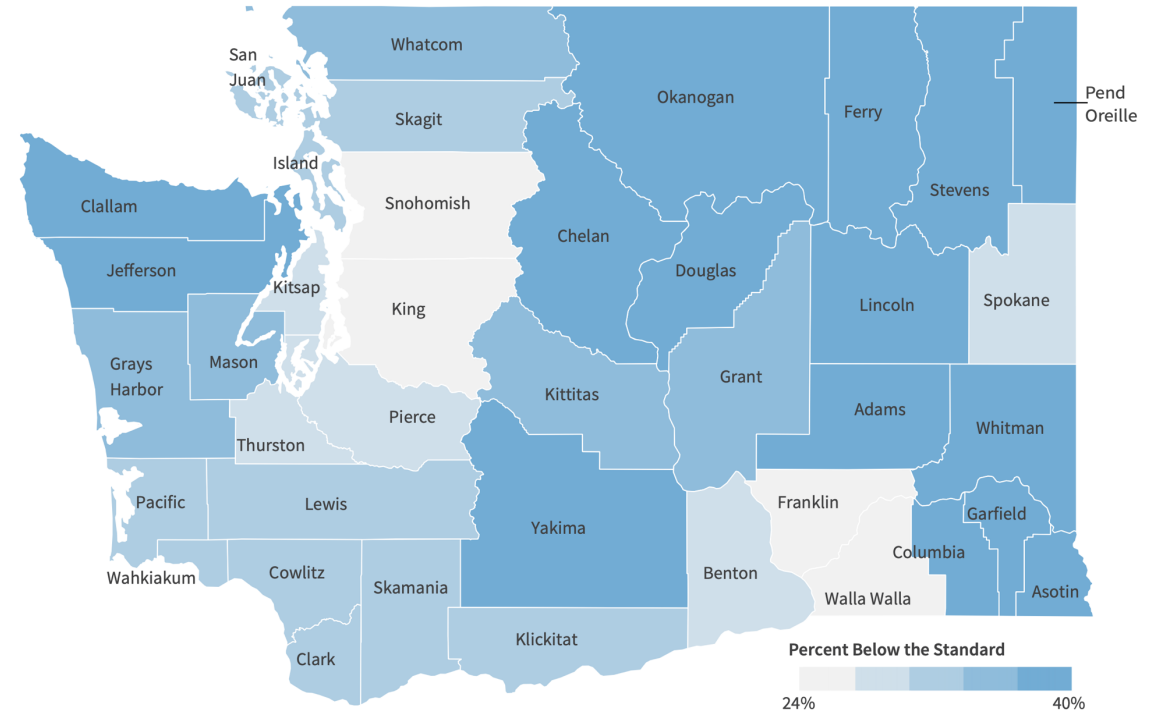 San
Juan
Whatcom
Skagit
Island
Okanogan
Ferry
Pend
Oreille
Stevens
Clallam
Snohomish
Chelan
Jefferson
Kitsap
Douglas
King
Lincoln
Spokane
Grays
Harbor
Mason
Kittitas
Grant
Adams
Pierce
Whitman
Thurston
Pacific
Lewis
Yakima
Franklin
Garfield
Columbia
Wahkiakum
Cowlitz
Skamania
Benton
Walla Walla
Asotin
Clark
Klickitat
Percent Below the Standard
24%
40%